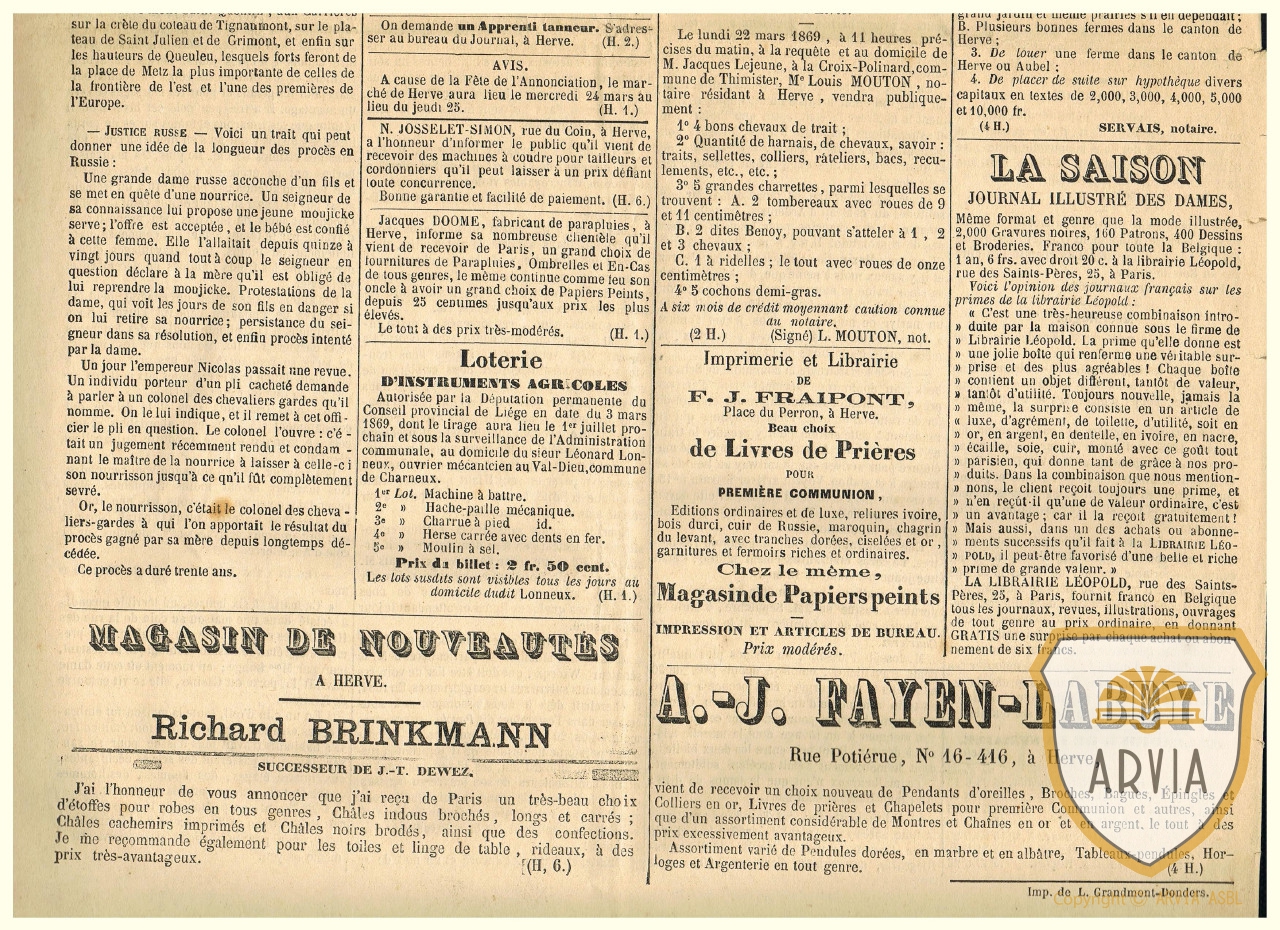 sur la crête du coteau de Tignaumont, sur le pla-
teau de Saint Julien et de Grimont, et enfin sur
les hauteurs de Queuleu, lesquels forts feront de
la place de Metz la plus importante de celles de
la frontière de l'est et l'une des premières de
l'Europe.
— JUSTICE RUSSE — Voici un trait qui peut
donner une idée de la longueur des procès en
Russie :
Une grande dame russe accouche d'un fils et
se met en quête d'une nourrice. Un seigneur de
sa connaissance lui propose une jeune moujicke
serve ; l'offre est acceptée, et le bébé est confié
à cette femme. Elle l'allaitait depuis quinze à
vingt jours quand tout à coup le seigneur en
question déclare à la mère qu'il est obligé de
lui reprendre la moujicke. Protestations de la
dame, qui voit les jours de son fils en danger si
on lui retire sa nourrice ; persistance du sei-
gneur dans sa résolution, et enfin procès intenté
par la dame.
Un jour l'empereur Nicolas passait une revue.
Un individu porteur d'un pli cacheté demande
à parler à un colonel des chevaliers gardes qu'il
nomme. On le lui indique, et il remet à cet offi-
cier le pli en question. Le colonel l'ouvre : c'é-
tait un jugement récemment rendu et condam-
nant le maître de la nourrice à laisser à celle-ci
son nourrisson jusqu'à ce qu'il fût complètement
sevré.
Or, le nourrisson, c'était le colonel des cheva-
liers-gardes à qui l'on apportait le résultat du
procès gagné par sa mère depuis longtemps dé-
cédée.
Ce procès a duré trente ans.
On demande un Apprenti tanneur. S'adres-
ser au bureau du Journal, à Herve. (H. 2.)
AVIS.
A cause de la Fête de l'Annonciation, le mar-
ché de Herve aura lieu le mercredi 24 mars au
lieu du jeudi 25. (H. 1.)
N. JOSSELET-SIMON, rue du Coin, à Herve,
a l'honneur d'informer le public qu'il vient de
recevoir des machines à coudre pour tailleurs et
cordonniers qu'il peut laisser à un prix défiant
toute concurrence.
Bonne garantie et facilité de paiement. (H. 6.)
Jacques DOOME, fabricant de parapluies, à
Herve, informe sa nombreuse clientèle qu'il
vient de recevoir de Paris, un grand choix de
fournitures de Parapluies, Ombrelles et En-Cas
de tous genres, le même continue comme feu son
oncle à avoir un grand choix de Papiers Peints,
depuis 25 centimes jusqu'aux prix les plus
élevés.
Le tout à des prix très-modérés. (H. 1.)
Loterie
D'INSTRUMENTS AGRICOLES
Autorisée par la Députation permanente du
Conseil provincial de Liége en date du 3 mars
1869, dont le tirage aura lieu le 1er juillet pro-
chain et sous la surveillance de l'Administration
communale, au domicile du sieur Léonard Lon-
neux, ouvrier mécantcien au Val-Dieu, commune
de Charneux.
1er Lot. Machine à battre.
2e » Hache-paille mécanique.
3e » Charrue à pied id.
4e » Herse carrée avec dents en fer.
5e » Moulin à sel.
Prix du billet : 2 fr. 50 cent.
Les lots susdits sont visibles tous les jours au
domicile dudit Lonneux. (H. 1.)
MAGASIN DE NOUVEAUTÉS
A HERVE.
Richard BRINKMANN
SUCCESSEUR DE J.-T. DEWEZ.
J'ai l'honneur de vous annoncer que j'ai reçu de Paris un très-beau choix
d'étoffes pour robes en tous genres, Châles indous brochés, longs et carrés ;
Châles cachemirs imprimés et Châles noirs brodés, ainsi que des confections.
Je me recommande également pour les toiles et linge de table, rideaux, à des
prix très-avantageux. (H, 6.)
Le lundi 22 mars 1869, à 11 heures pré-
cises du matin, à la requête et au domicile de
M. Jacques Lejeune, à la Croix-Polinard, com-
mune de Thimister, Me Louis MOUTON, no-
taire résidant à Herve, vendra publique-
ment :
1° 4 bons chevaux de trait ;
2° Quantité de harnais, de chevaux, savoir :
traits, sellettes, colliers, râteliers, bacs, recu-
lements, etc., etc. ;
3° 5 grandes charrettes, parmi lesquelles se
trouvent : A. 2 tombereaux avec roues de 9
et 11 centimètres ;
B. 2 dites Benoy, pouvant s'atteler à 1, 2
et 3 chevaux ;
C. 1 à ridelles ; le tout avec roues de onze
centimètres ;
4° 5 cochons demi-gras.
A six mois de crédit moyennant caution connue
au notaire.
(2 H.) (Signé) L. MOUTON, not.
Imprimerie et Librairie
DE
F. J. FRAIPONT,
Place du Perron, à Herve.
Beau choix
de Livres de Prières
POUR
PREMIÈRE COMMUNION,
Editions ordinaires et de luxe, reliures ivoire,
bois durci, cuir de Russie, maroquin, chagrin
du levant, avec tranches dorées, ciselées et or,
garnitures et fermoirs riches et ordinaires.
Chez le même,
Magasin de Papiers peints
IMPRESSION ET ARTICLES DE BUREAU.
Prix modérés.
grand jardin et même prairies s'il en dépendait ;
B. Plusieurs bonnes fermes dans le canton de
Herve ;
3. De louer une ferme dans le canton de
Herve ou Aubel ;
4. De placer de suite sur hypothèque divers
capitaux en textes de 2,000, 3,000, 4,000, 5,000
et 10,000 fr.
(4 H.) SERVAIS, notaire.
LA SAISON
JOURNAL ILLUSTRÉ DES DAMES,
Même format et genre que la mode illustrée,
2,000 Gravures noires, 160 Patrons, 400 Dessins
et Broderies. Franco pour toute la Belgique :
1 an, 6 frs. avec droit 20 c. à la librairie Léopold,
rue des Saints-Pères, 25, à Paris.
Voici l'opinion des journaux français sur les
primes de la librairie Léopold :
« C'est une très-heureuse combinaison intro-
» duite par la maison connue sous le firme de
» Librairie Léopold. La prime qu'elle donne est
» une jolie boîte qui renferme une véritable sur-
» prise et des plus agréables ! Chaque boîte
» contient un objet différent, tantôt de valeur,
» tantôt d'utilité. Toujours nouvelle, jamais la
» même, la surprise consiste en un article de
« luxe, d'agrément, de toilette, d'utilité, soit en
» or, en argent, en dentelle, en ivoire, en nacre,
» écaille, soie, cuir, monté avec ce goût tout
» parisien, qui donne tant de grâce à nos pro-
» duits. Dans la combinaison que nous mention-
» nons, le client reçoit toujours une prime, et
» n'en reçût-il qu'une de valeur ordinaire, c'est
» un avantage ; car il la reçoit gratuitement !
» Mais aussi, dans un des achats ou abonne-
» ments successifs qu'il fait à la LIBRAIRIE LÉO-
» POLD, il peut-être favorisé d'une belle et riche
» prime de grande valeur. »
LA LIBRAIRIE LÉOPOLD, rue des Saints-
Pères, 25, à Paris, fournit franco en Belgique
tous les journaux, revues, illustrations, ouvrages
de tout genre au prix ordinaire, en donnant
GRATIS une surprise par chaque achat ou abon-
nement de six francs.
A.-J. FAYEN-LABEYE
Rue Potiérue, No 16-416, à Herve,
vient de recevoir un choix nouveau de Pendants d'oreilles, Broches, Bagues, Épingles et
Colliers en or, Livres de prières et Chapelets pour première Communion et autres, ainsi
que d'un assortiment considérable de Montres et Chaînes en or et en argent, le tout à des
prix excessivement avantageux.
Assortiment varié de Pendules dorées, en marbre et en albâtre, Tableaux-pendules, Hor-
loges et Argenterie en tout genre. (4 H.)
Imp. de L. Grandmont-Donders.
ARVIA
Copyright © ARVIA ASBL